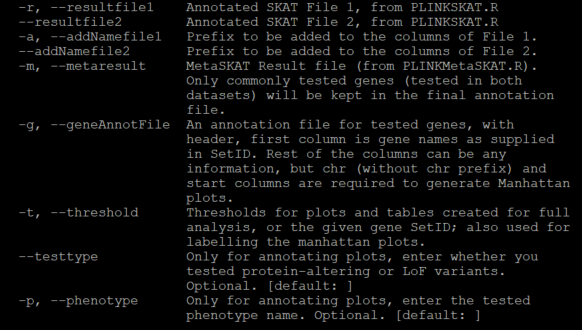 -r, --resultfile1 Annotated SKAT File 1, from PLINKSKAT.R
--resultfile2 Annotated SKAT File 2, from PLINKSKAT.R
-a, --addNamefile1 Prefix to be added to the columns of File 1.
--addNamefile2 Prefix to be added to the columns of File 2.
-m, --metaresult MetaSKAT Result file (from PLINKMetaSKAT.R).
Only commonly tested genes (tested in both
datasets) will be kept in the final annotation
file.
-g, --geneAnnotFile An annotation file for tested genes, with
header, first column is gene names as supplied
in SetID. Rest of the columns can be any
information, but chr (without chr prefix) and
start columns are required to generate Manhattan
plots.
-t, --threshold Thresholds for plots and tables created for full
analysis, or the given gene SetID; also used for
labelling the manhattan plots.
--testtype Only for annotating plots, enter whether you
tested protein-altering or LoF variants.
Optional. [default: ]
-p, --phenotype Only for annotating plots, enter the tested
phenotype name. Optional. [default: ]